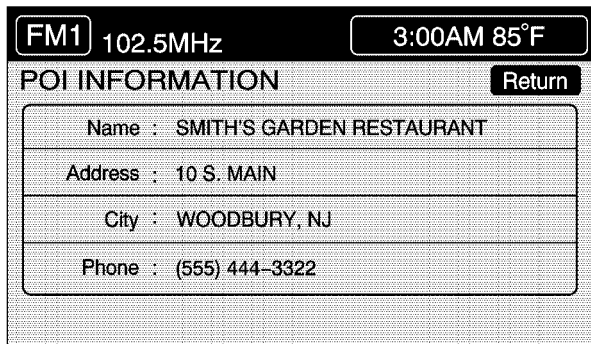 FM1 102.5MHz 3:00AM 85°F
POI INFORMATION Return
Name : SMITH'S GARDEN RESTAURANT
Address : 10 S. MAIN
City : WOODBURY, NJ
Phone : (555) 444–3322